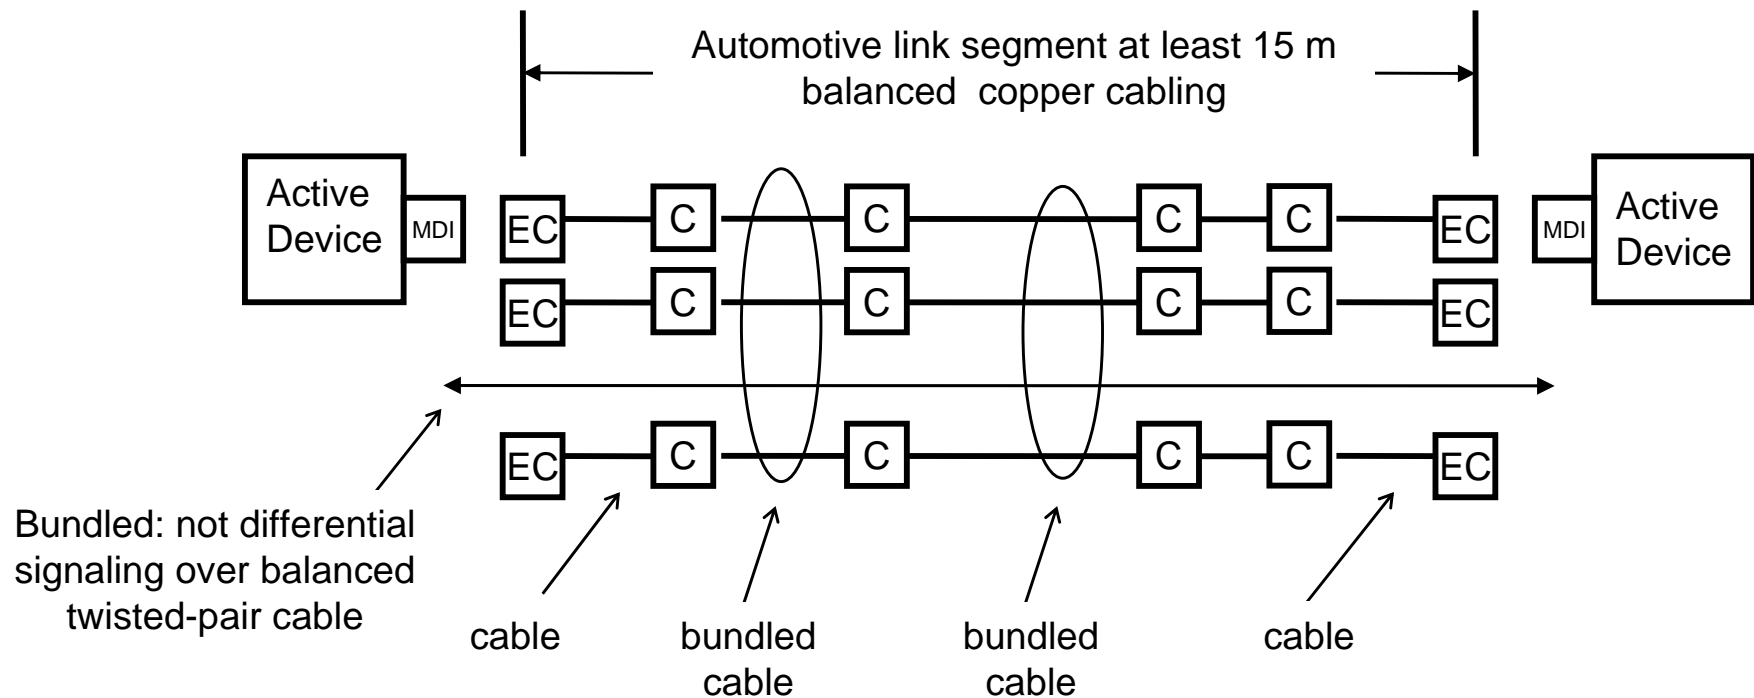 Automotive link segment at least 15 m
balanced copper cabling
Active
Device
MDI
EC
C
C
C
C
EC
MDI
Active
Device
EC
C
C
C
C
EC
EC
C
C
C
C
EC
Bundled: not differential
signaling over balanced
twisted-pair cable
cable
bundled
cable
bundled
cable
cable